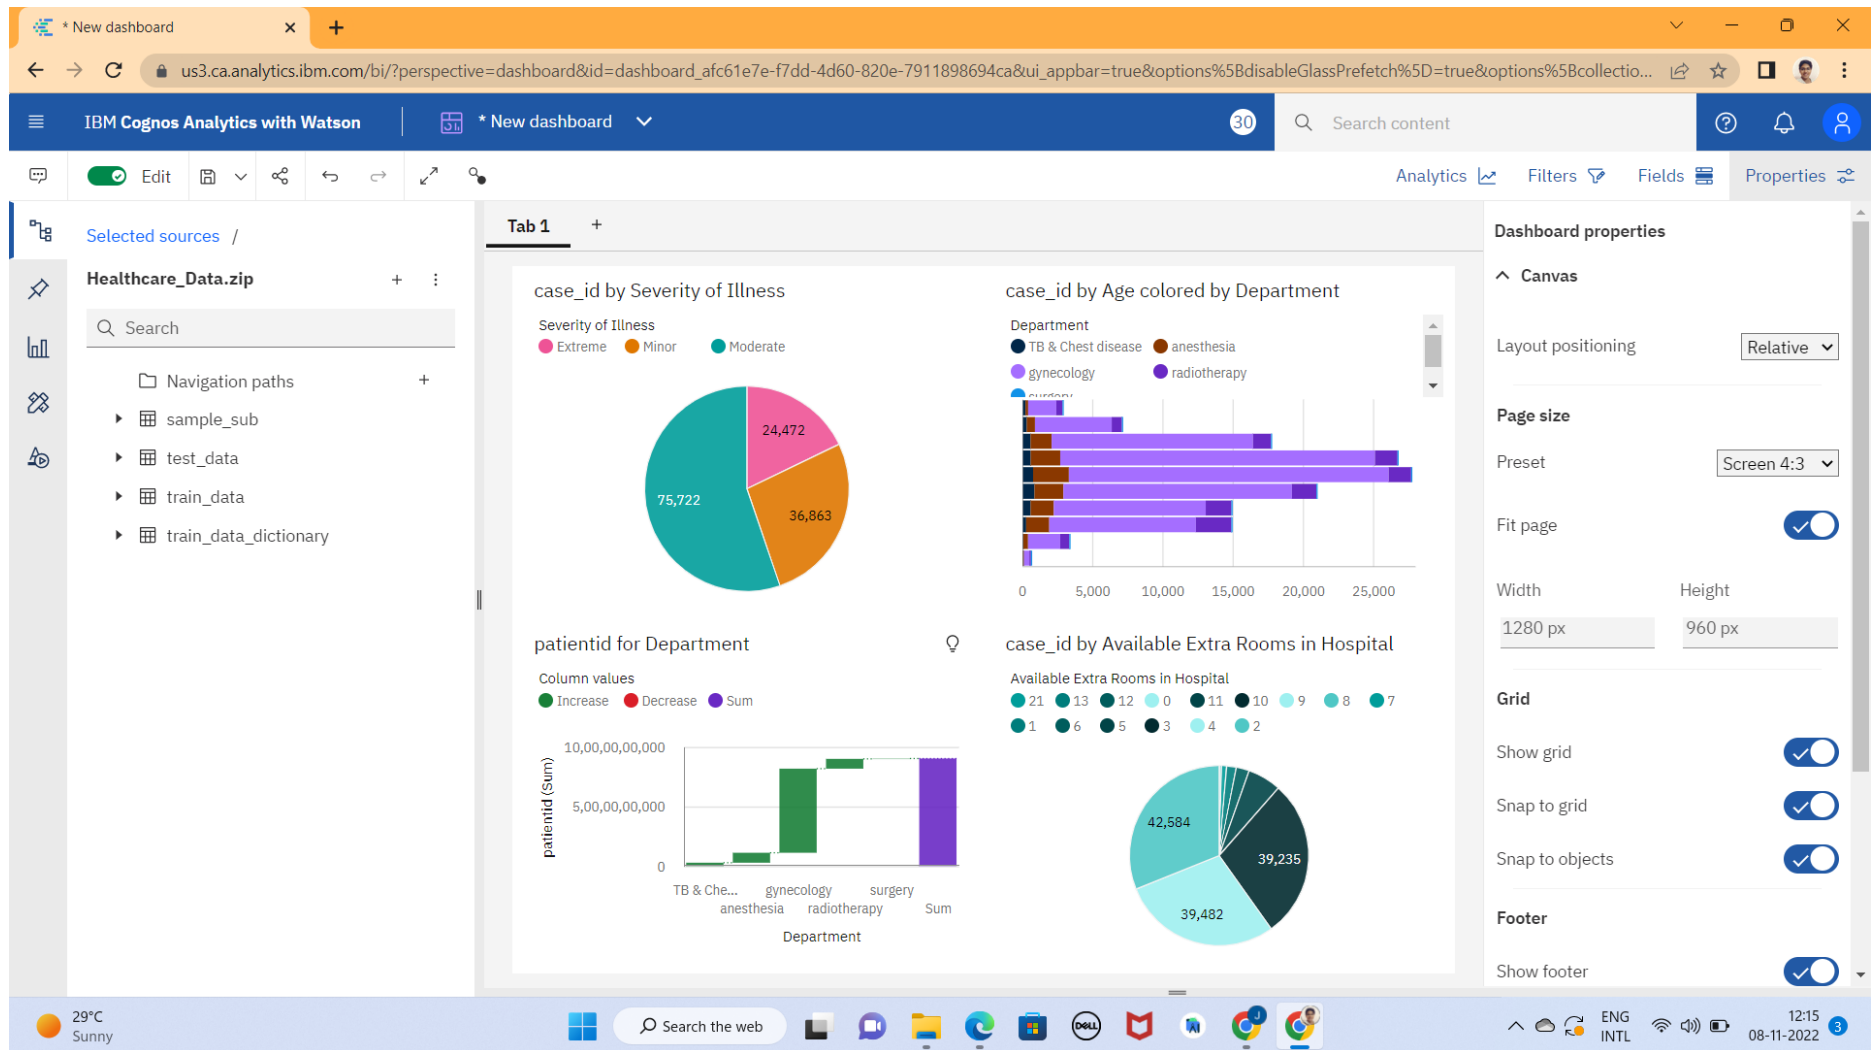 * New dashboard
us3.ca.analytics.ibm.com/bi/?perspective=dashboard&id=dashboard_afc61e7e-f7dd-4d60-820e-7911898694ca&ui_appbar=true&options%5BdisableGlassPrefetch%5D=true&options%5Bcollectio...
IBM Cognos Analytics with Watson
* New dashboard
30
Search content
Edit
Analytics
Filters
Fields
Properties
Selected sources /
Healthcare_Data.zip
Search
Navigation paths
sample_sub
test_data
train_data
train_data_dictionary
Tab 1
case_id by Severity of Illness
Severity of Illness
Extreme Minor Moderate
24,472
75,722
36,863
case_id by Age colored by Department
Department
TB & Chest disease anesthesia
gynecology radiotherapy
surgery
0 5,000 10,000 15,000 20,000 25,000
patientid for Department
Column values
Increase Decrease Sum
patientid (Sum)
10,00,00,00,000
5,00,00,00,000
0
TB & Che... gynecology surgery
anesthesia radiotherapy Sum
Department
case_id by Available Extra Rooms in Hospital
Available Extra Rooms in Hospital
21 13 12 0 11 10 9 8 7
1 6 5 3 4 2
42,584
39,235
39,482
Dashboard properties
Canvas
Layout positioning Relative
Page size
Preset Screen 4:3
Fit page
Width Height
1280 px 960 px
Grid
Show grid
Snap to grid
Snap to objects
Footer
Show footer
29°C
Sunny
Search the web
DELL
J
ENG
INTL
12:15
08-11-2022
3